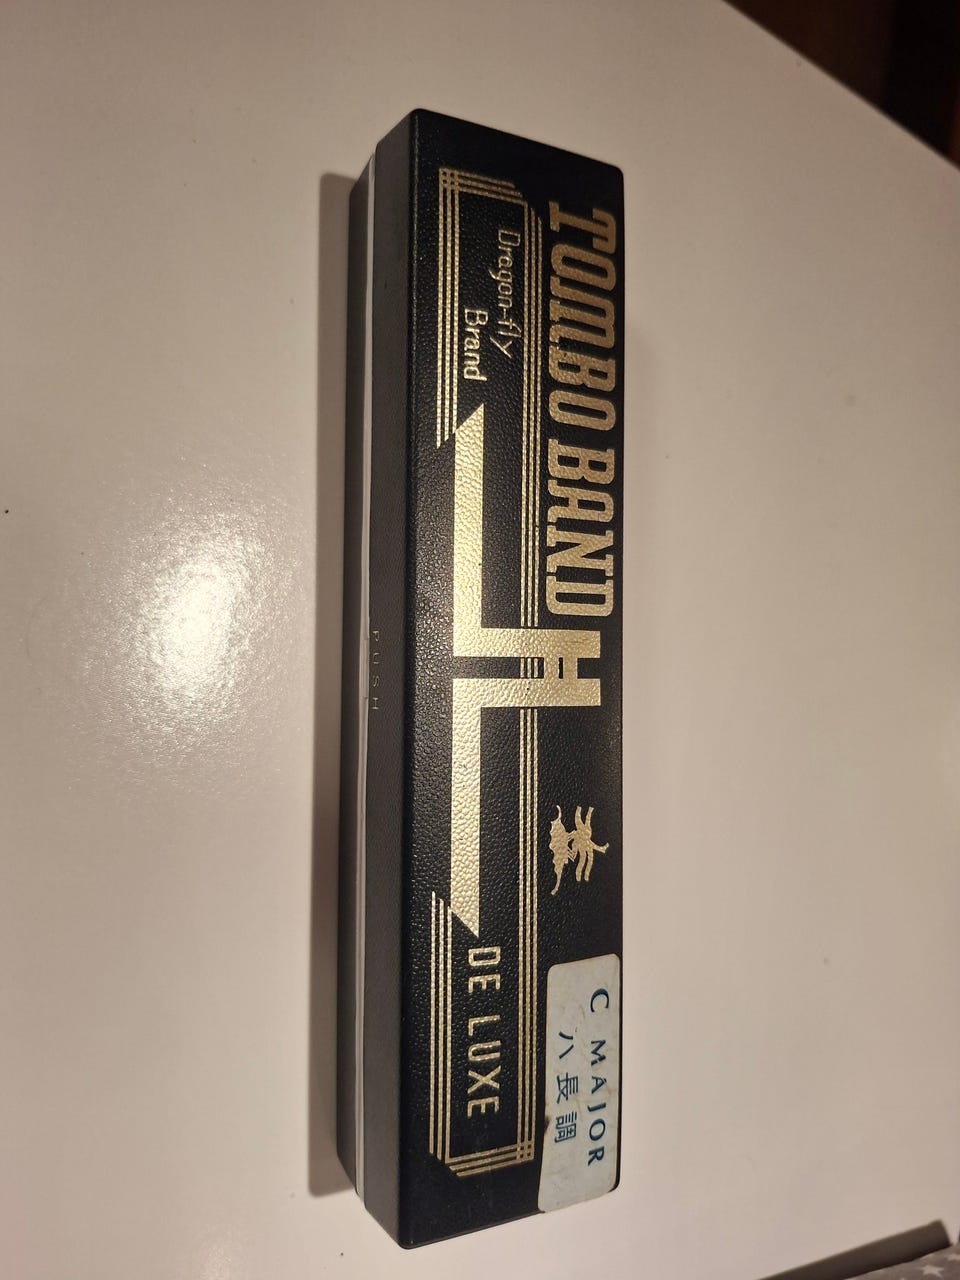 TOMBO BAND
H
Dragon-fly
Brand
DE LUXE
C MAJOR
ハ長調
PUSH